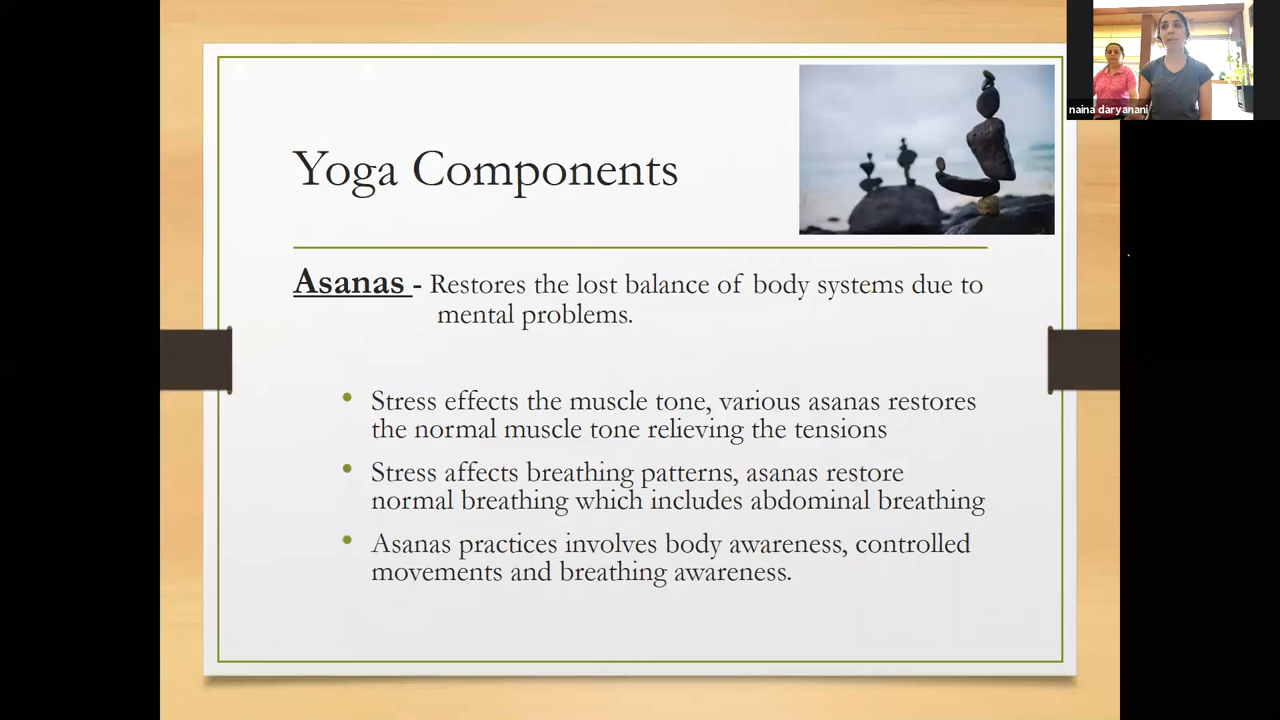 naina daryanani
Yoga Components
Asanas - Restores the lost balance of body systems due to
mental problems.
• Stress effects the muscle tone, various asanas restores
the normal muscle tone relieving the tensions
• Stress affects breathing patterns, asanas restore
normal breathing which includes abdominal breathing
• Asanas practices involves body awareness, controlled
movements and breathing awareness.